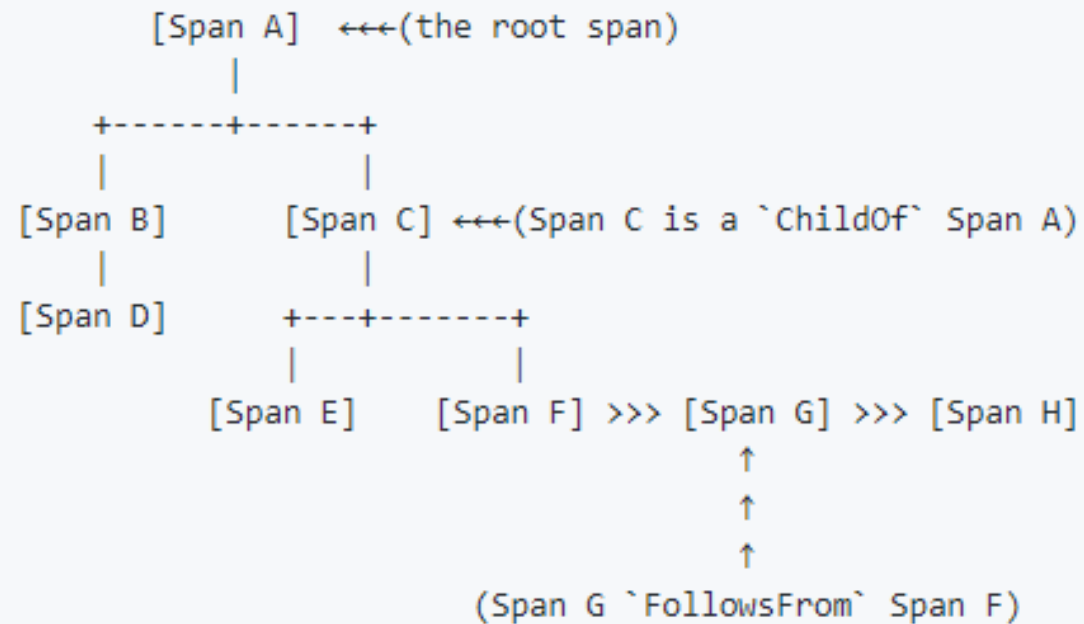 [Span A]  ←←←(the root span)
|
+------+------+
|             |
[Span B]      [Span C] ←←←(Span C is a `ChildOf` Span A)
|             |
[Span D]      +---+-------+
|           |
[Span E]    [Span F] >>> [Span G] >>> [Span H]
↑
↑
↑
(Span G `FollowsFrom` Span F)